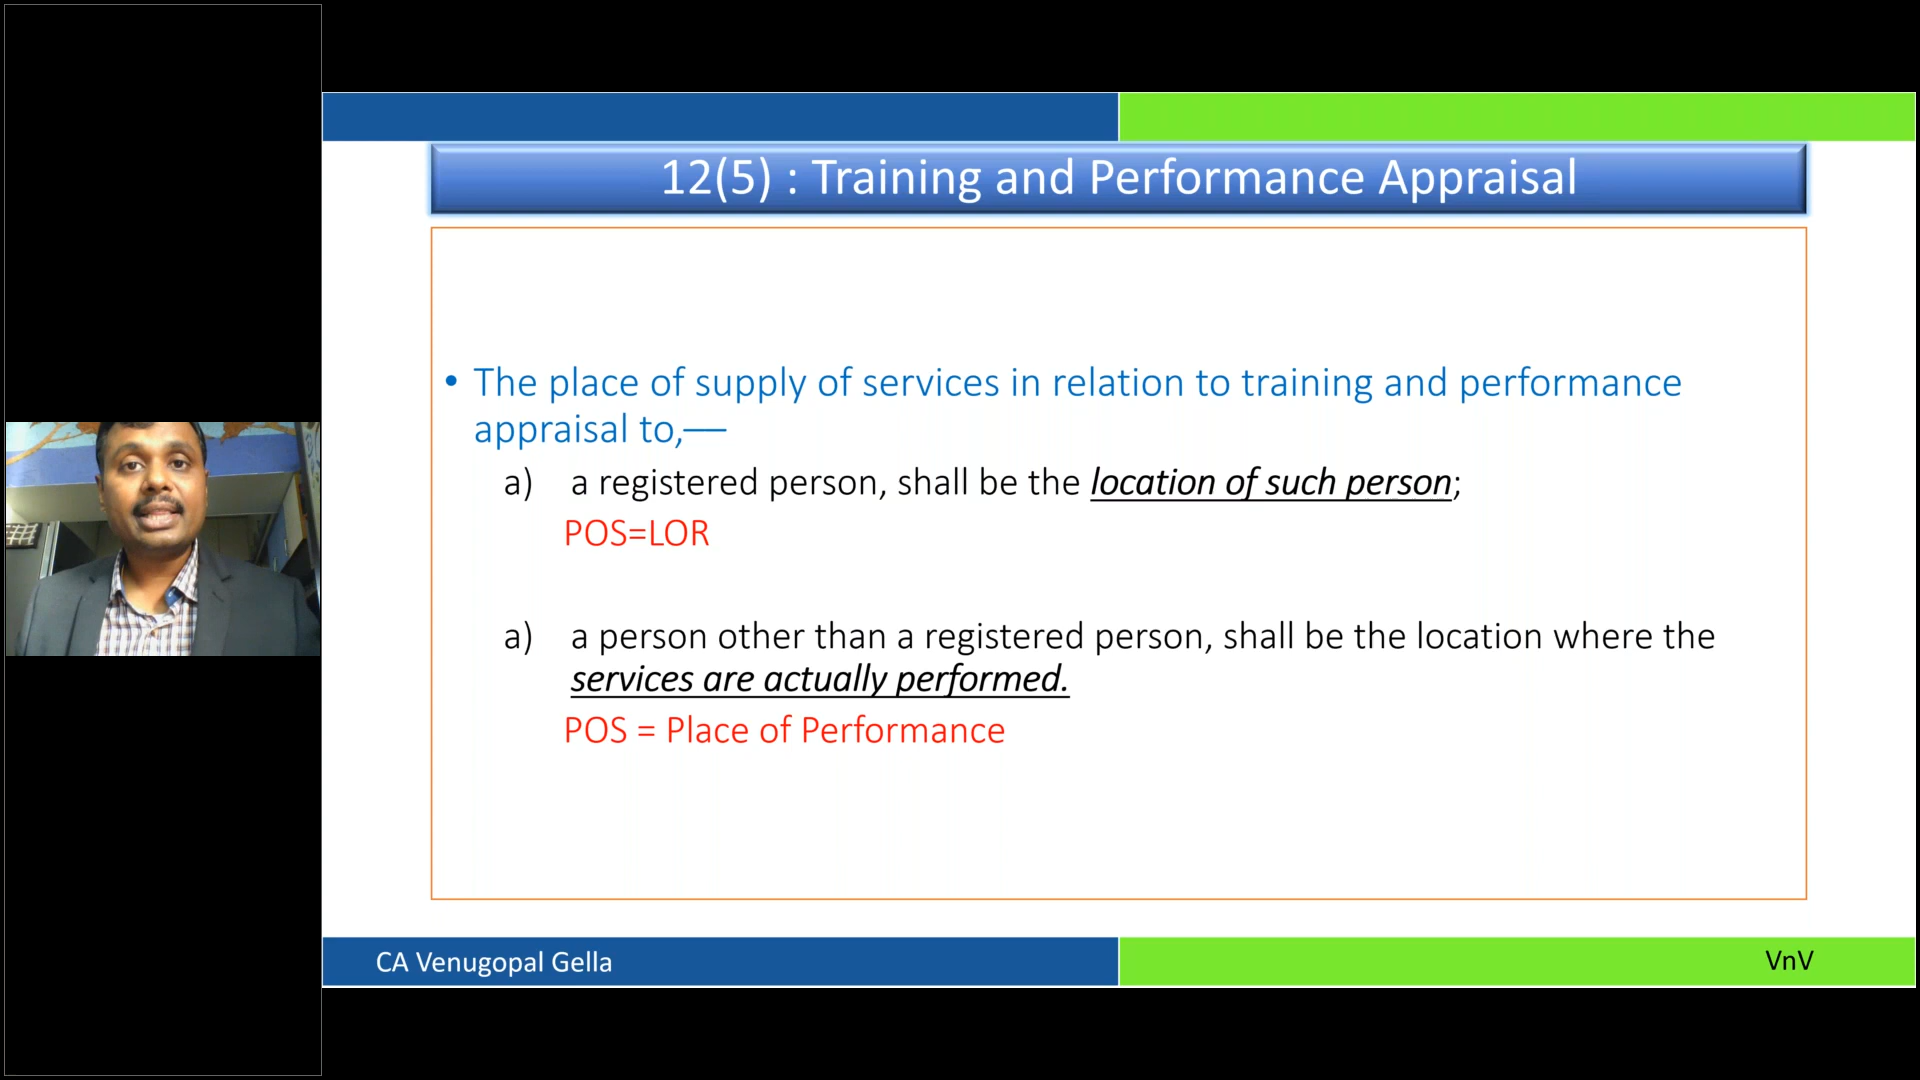 12(5) : Training and Performance Appraisal
• The place of supply of services in relation to training and performance
appraisal to,—
a) a registered person, shall be the location of such person;
POS=LOR
a) a person other than a registered person, shall be the location where the
services are actually performed.
POS = Place of Performance
CA Venugopal Gella
VnV